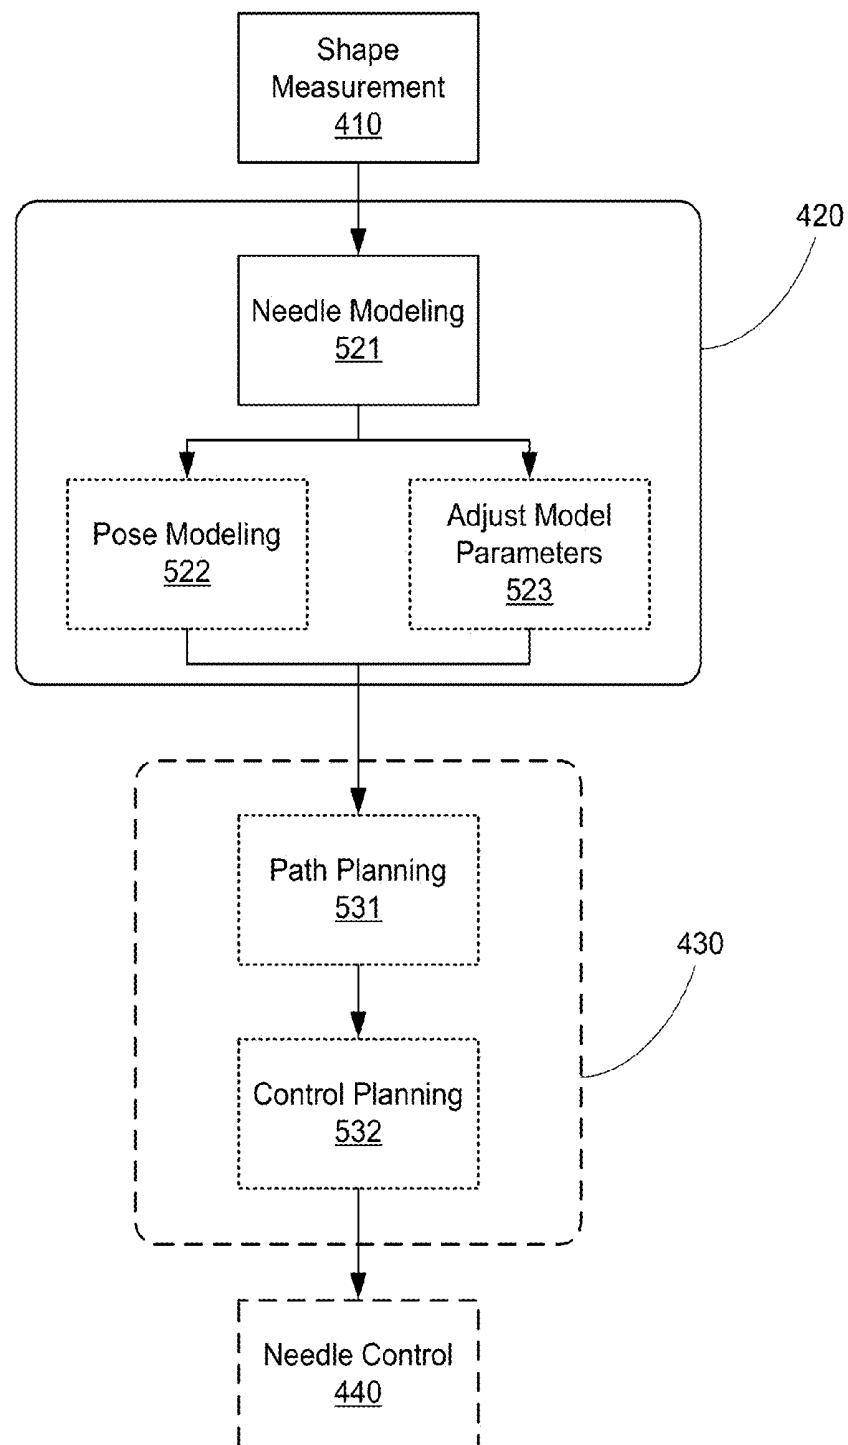 Shape
Measurement
410
420
Needle Modeling
521
Pose Modeling
522
Adjust Model
Parameters
523
Path Planning
531
430
Control Planning
532
Needle Control
440